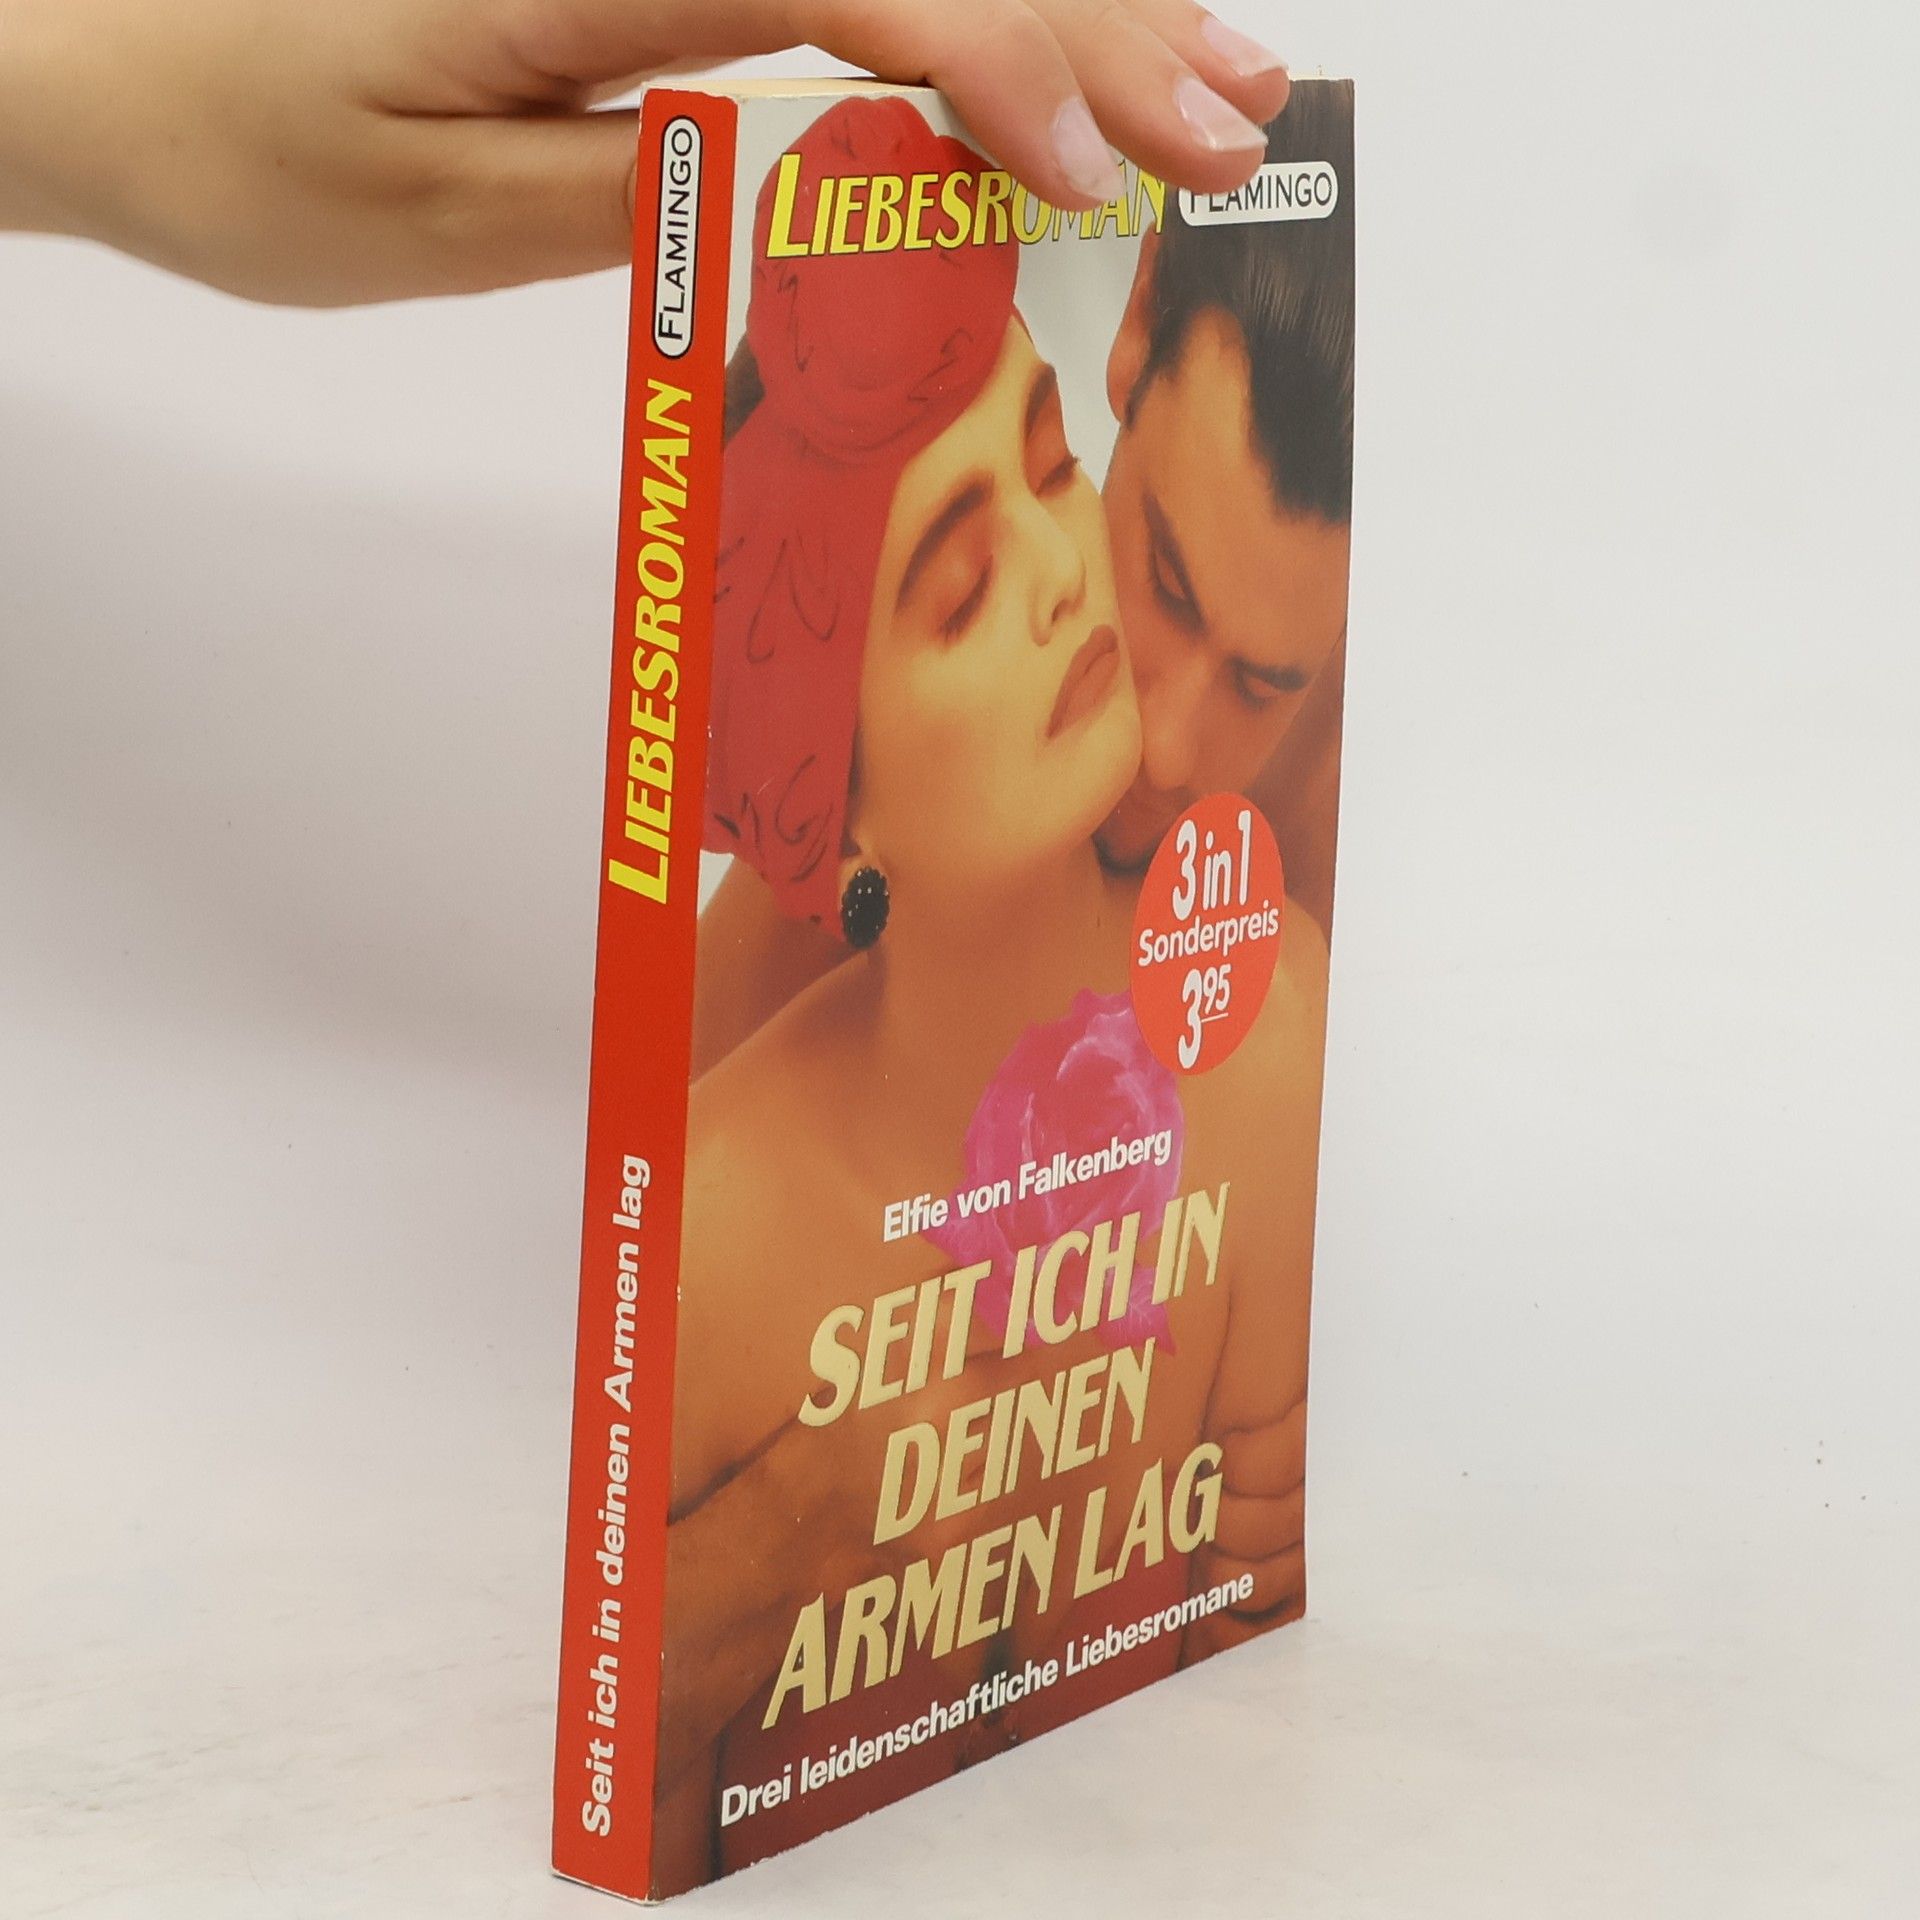 FLAMINGO
LIEBESROMAN
Seit ich in deinen Armen lag
LIEBESROMAN
FLAMINGO
3 in 1
Sonderpreis
3 95
Elfie von Falkenberg
SEIT ICH IN
DEINEN
ARMEN LAG
Drei leidenschaftliche Liebesromane